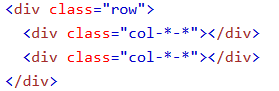 <div class="row">
  <div class="col-*-*"></div>
  <div class="col-*-*"></div>
</div>